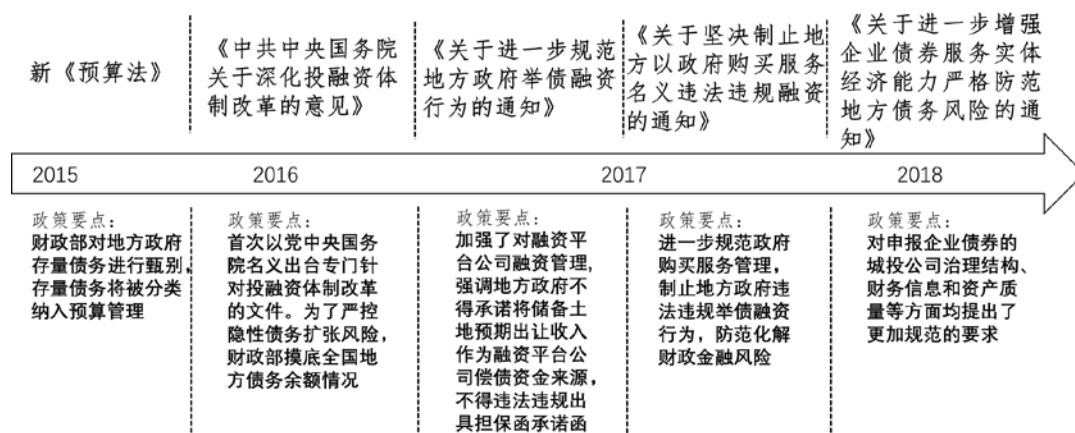 新《预算法》
《中共中央国务院
关于深化投融资体
制改革的意见》
《关于进一步规范
地方政府举债融资
行为的通知》
《关于坚决制止地
方以政府购买服务
名义违法违规融资
的通知》
《关于进一步增强
企业债券服务实体
经济能力严格防范
地方债务风险的通
知》
2015
2016
2017
2018
政策要点：
财政部对地方政府
存量债务进行甄别，
存量债务将被分类
纳入预算管理
政策要点：
首次以党中央国务
院名义出台专门针
对投融资体制改革
的文件。为了严控
隐性债务扩张风险，
财政部摸底全国地
方债务余额情况
政策要点：
加强了对融资平
台公司融资管理，
强调地方政府不
得承诺将储备土
地预期出让收入
作为融资平台公
司偿债资金来源，
不得违法违规出
具担保函承诺函
政策要点：
进一步规范政府
购买服务管理，
制止地方政府违
法违规举债融资
行为，防范化解
财政金融风险
政策要点：
对申报企业债券的
城投公司治理结构、
财务信息和资产质
量等方面均提出了
更加规范的要求